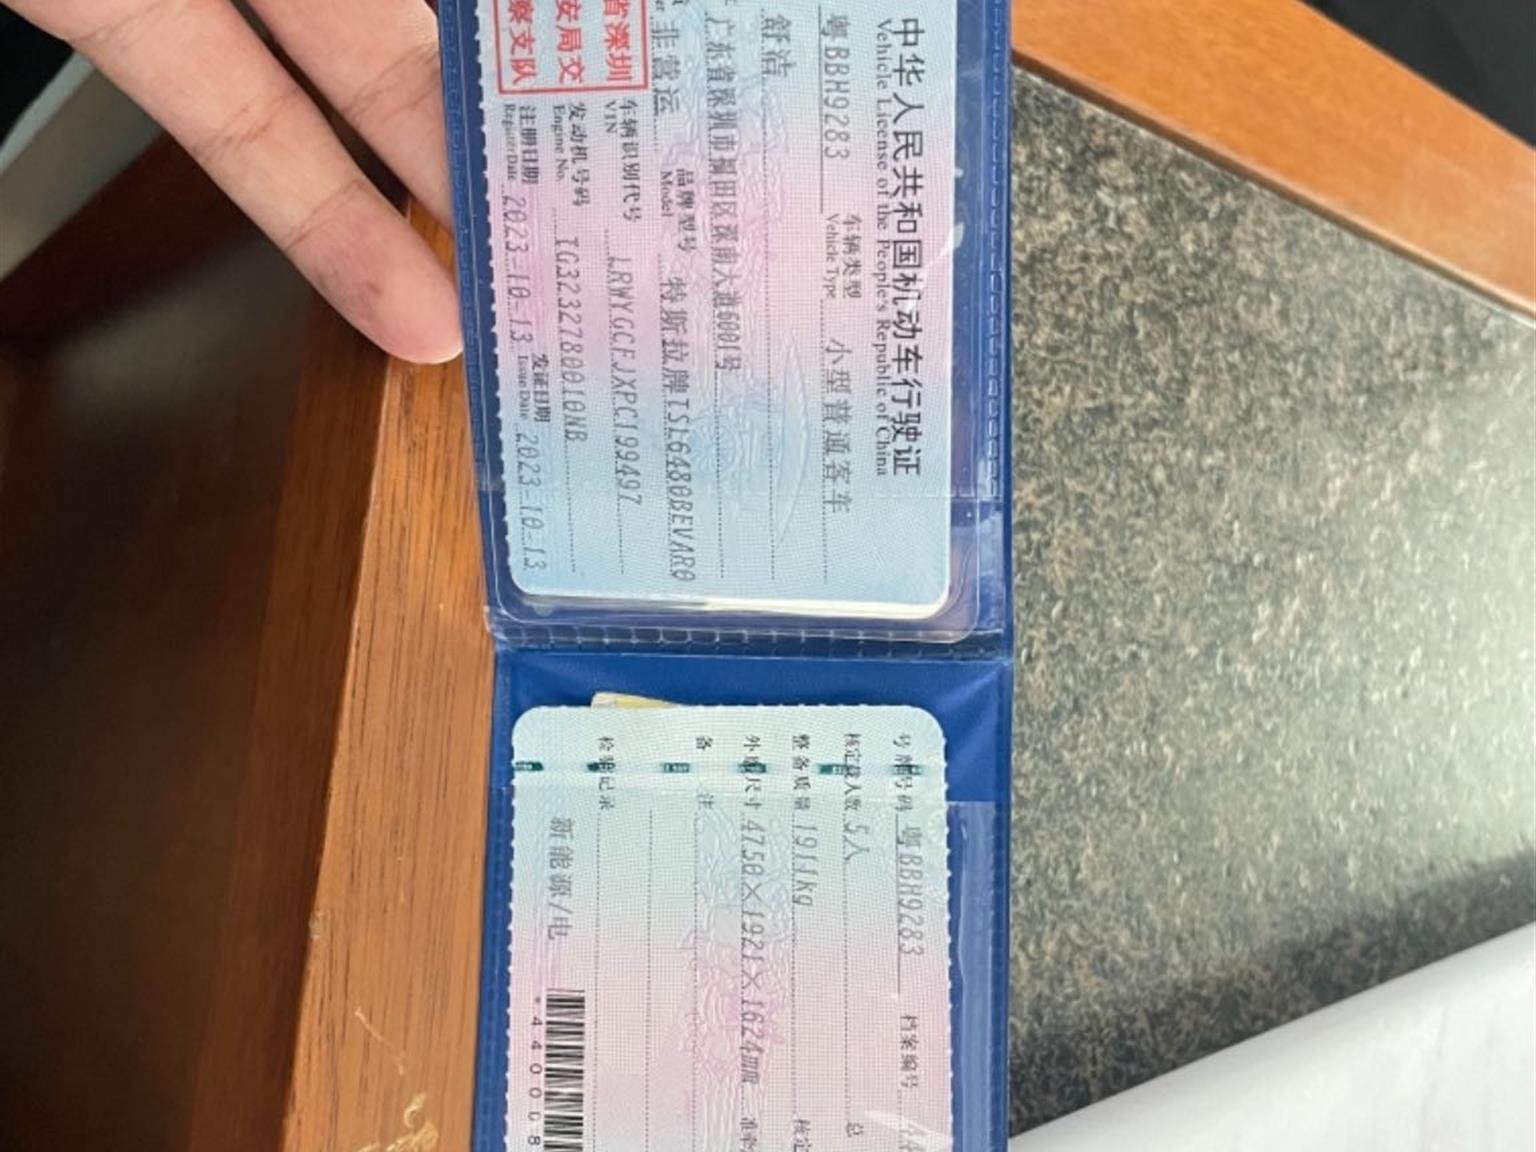 中华人民共和国机动车行驶证
Vehicle License of the People's Republic of China
粤BBH9283 车辆类型 Vehicle Type 小型普通客车
舒洁
广东省深圳市福田区深南大道6001号
非营运 品牌型号 Model 特斯拉牌TSL6480BEVAR0
省深圳
安局交
察支队
车辆识别代号 VIN LRWYGCFJXPC199497
发动机号码 Engine No. TG3232780010NB
注册日期 Register Date 2023-10-13 发证日期 Issue Date 2023-10-13
号牌号码 粤BBH9283 档案编号 44
核定载人数 5人 总
整备质量 1911kg 核定
外廓尺寸 4750×1921×1624mm 准牵
备 注
检验记录
新能源/电
*440008